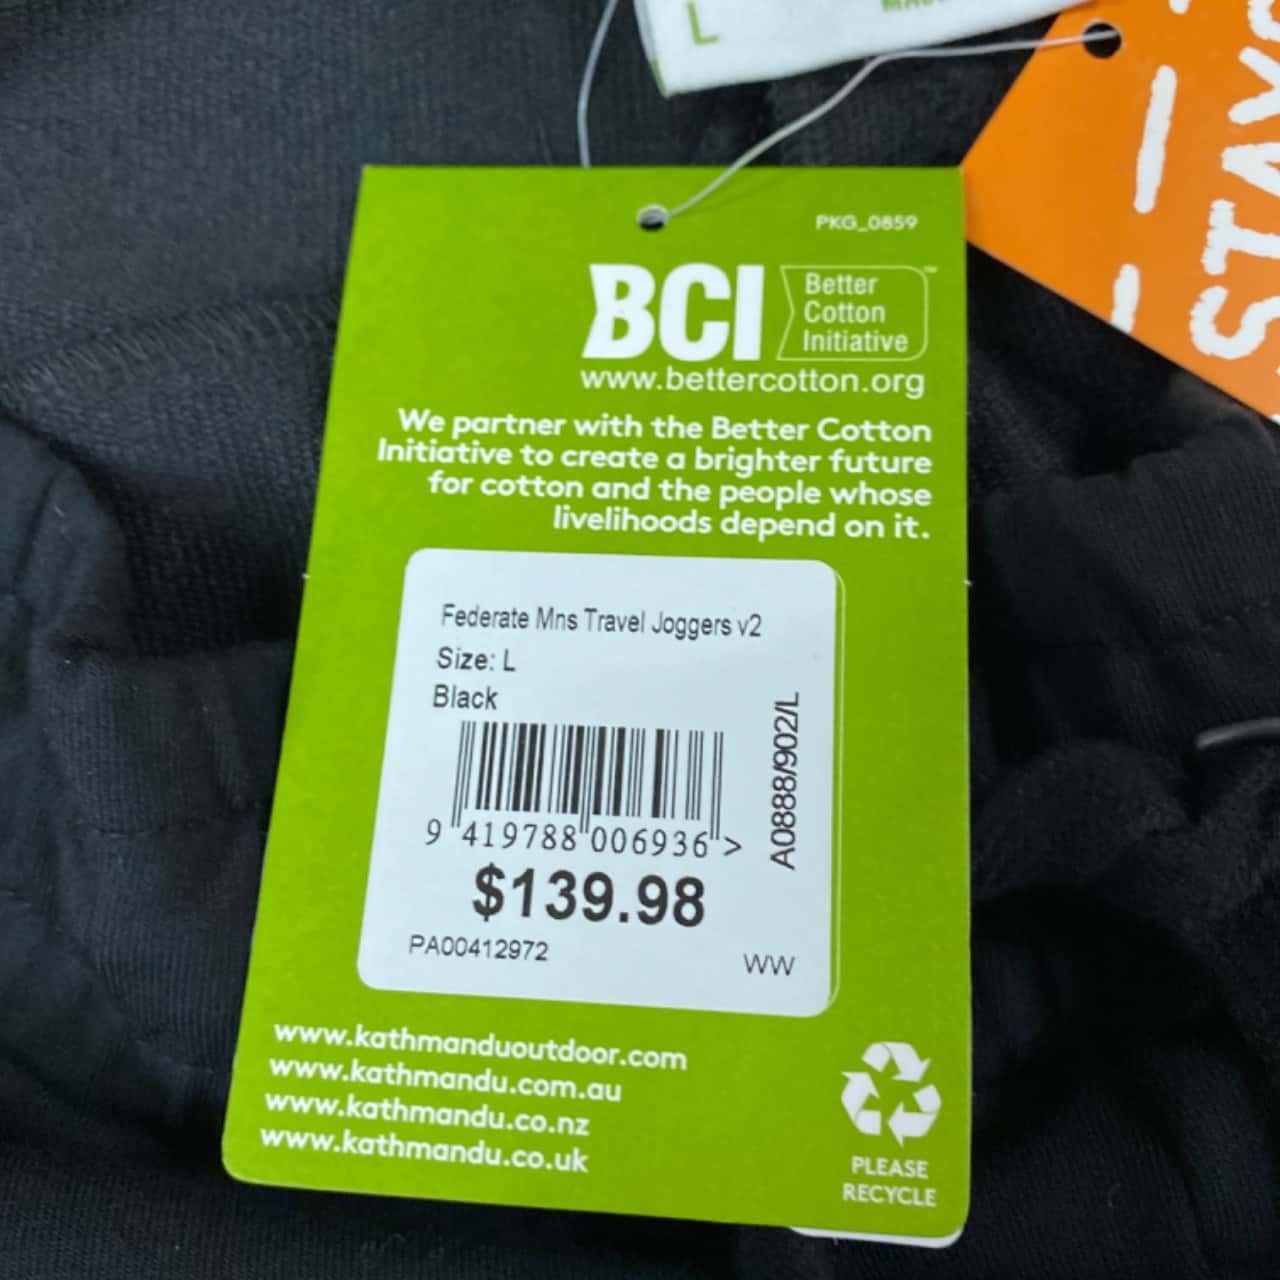 L
STAY
PKG_0859
BCI
Better
Cotton
Initiative™
www.bettercotton.org
We partner with the Better Cotton
Initiative to create a brighter future
for cotton and the people whose
livelihoods depend on it.
Federate Mns Travel Joggers v2
Size: L
Black
A0888/902/L
9 419788 006936 >
$139.98
PA00412972
WW
www.kathmanduoutdoor.com
www.kathmandu.com.au
www.kathmandu.co.nz
www.kathmandu.co.uk
PLEASE
RECYCLE